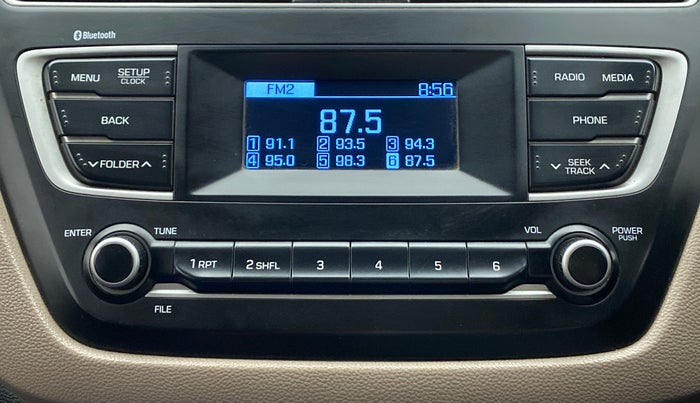 Bluetooth
MENU SETUP CLOCK
RADIO MEDIA
FM2 8:56
BACK
87.5
PHONE
1 91.1 2 93.5 3 94.3
FOLDER
4 95.0 5 98.3 6 87.5
SEEK TRACK
ENTER TUNE
VOL POWER PUSH
1 RPT 2 SHFL 3 4 5 6
FILE